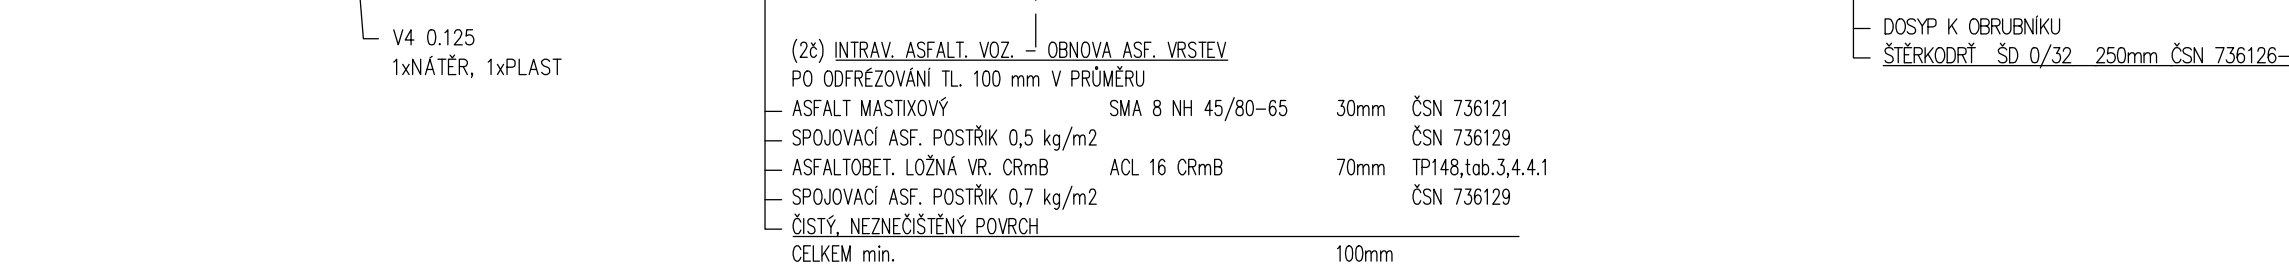 V4 0.125
1xNÁTĚR, 1xPLAST
(2č) INTRAV. ASFALT. VOZ. – OBNOVA ASF. VRSTEV
PO ODFRÉZOVÁNÍ TL. 100 mm V PRŮMĚRU
ASFALT MASTIXOVÝ SMA 8 NH 45/80-65 30mm ČSN 736121
SPOJOVACÍ ASF. POSTŘIK 0,5 kg/m2 ČSN 736129
ASFALTOBET. LOŽNÁ VR. CRmB ACL 16 CRmB 70mm TP148,tab.3,4.4.1
SPOJOVACÍ ASF. POSTŘIK 0,7 kg/m2 ČSN 736129
ČISTÝ, NEZNEČIŠTĚNÝ POVRCH
CELKEM min. 100mm
DOSYP K OBRUBNÍKU
ŠTĚRKODRŤ ŠD 0/32 250mm ČSN 736126-